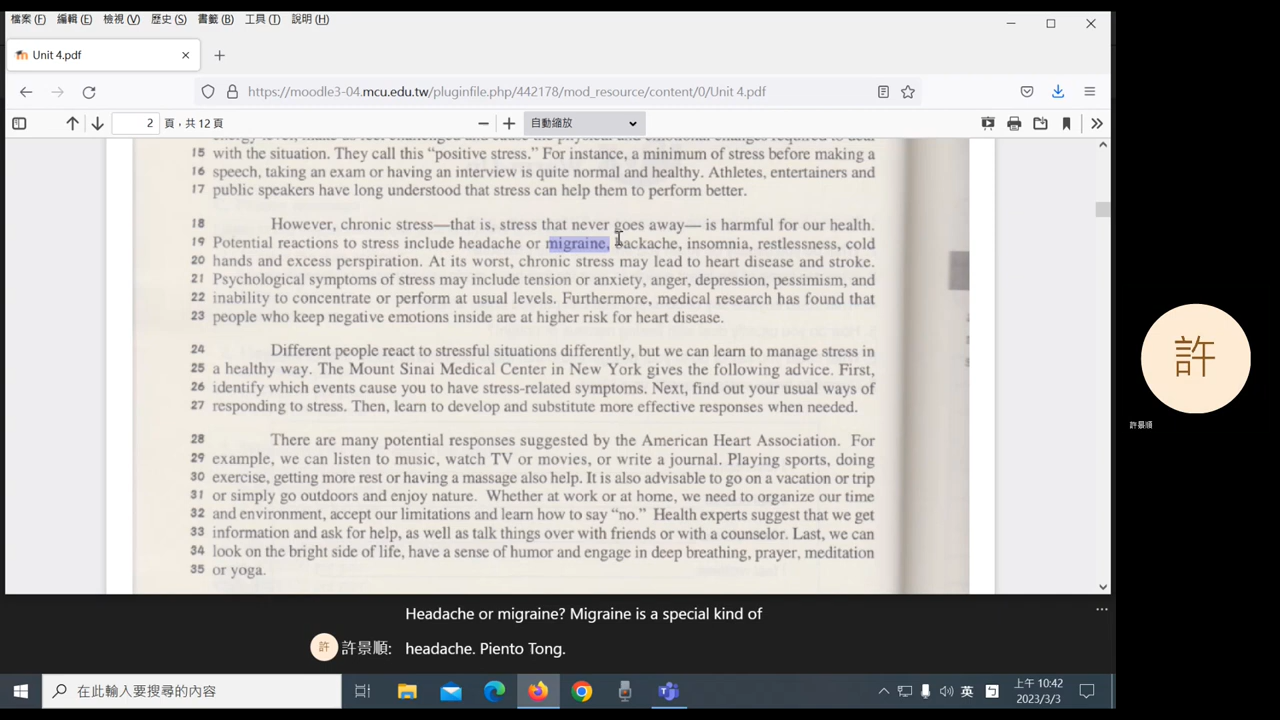 檔案(F) 編輯(E) 檢視(V) 歷史(S) 書籤(B) 工具(T) 說明(H)
Unit 4.pdf
https://moodle3-04.mcu.edu.tw/pluginfile.php/442178/mod_resource/content/0/Unit 4.pdf
2 頁，共 12 頁
自動縮放
15 with the situation. They call this “positive stress.” For instance, a minimum of stress before making a
16 speech, taking an exam or having an interview is quite normal and healthy. Athletes, entertainers and
17 public speakers have long understood that stress can help them to perform better.
18 However, chronic stress—that is, stress that never goes away— is harmful for our health.
19 Potential reactions to stress include headache or migraine, backache, insomnia, restlessness, cold
20 hands and excess perspiration. At its worst, chronic stress may lead to heart disease and stroke.
21 Psychological symptoms of stress may include tension or anxiety, anger, depression, pessimism, and
22 inability to concentrate or perform at usual levels. Furthermore, medical research has found that
23 people who keep negative emotions inside are at higher risk for heart disease.
24 Different people react to stressful situations differently, but we can learn to manage stress in
25 a healthy way. The Mount Sinai Medical Center in New York gives the following advice. First,
26 identify which events cause you to have stress-related symptoms. Next, find out your usual ways of
27 responding to stress. Then, learn to develop and substitute more effective responses when needed.
28 There are many potential responses suggested by the American Heart Association. For
29 example, we can listen to music, watch TV or movies, or write a journal. Playing sports, doing
30 exercise, getting more rest or having a massage also help. It is also advisable to go on a vacation or trip
31 or simply go outdoors and enjoy nature. Whether at work or at home, we need to organize our time
32 and environment, accept our limitations and learn how to say “no.” Health experts suggest that we get
33 information and ask for help, as well as talk things over with friends or with a counselor. Last, we can
34 look on the bright side of life, have a sense of humor and engage in deep breathing, prayer, meditation
35 or yoga.
許
許景順
Headache or migraine? Migraine is a special kind of
許 許景順: headache. Piento Tong.
在此輸入要搜尋的內容
英
上午 10:42
2023/3/3